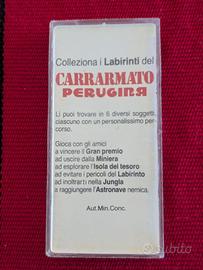 Colleziona i Labirinti del
CARRARMATO
PERUGINA
Li puoi trovare in 6 diversi soggetti,
ciascuno con un personalissimo per-
corso.
Gioca con gli amici
a vincere il Gran premio
ad uscire dalla Miniera
ad esplorare l'Isola del tesoro
ad evitare i pericoli del Labirinto
ad inoltrarti nella Jungla
a raggiungere l'Astronave nemica.
Aut.Min.Conc.
subito